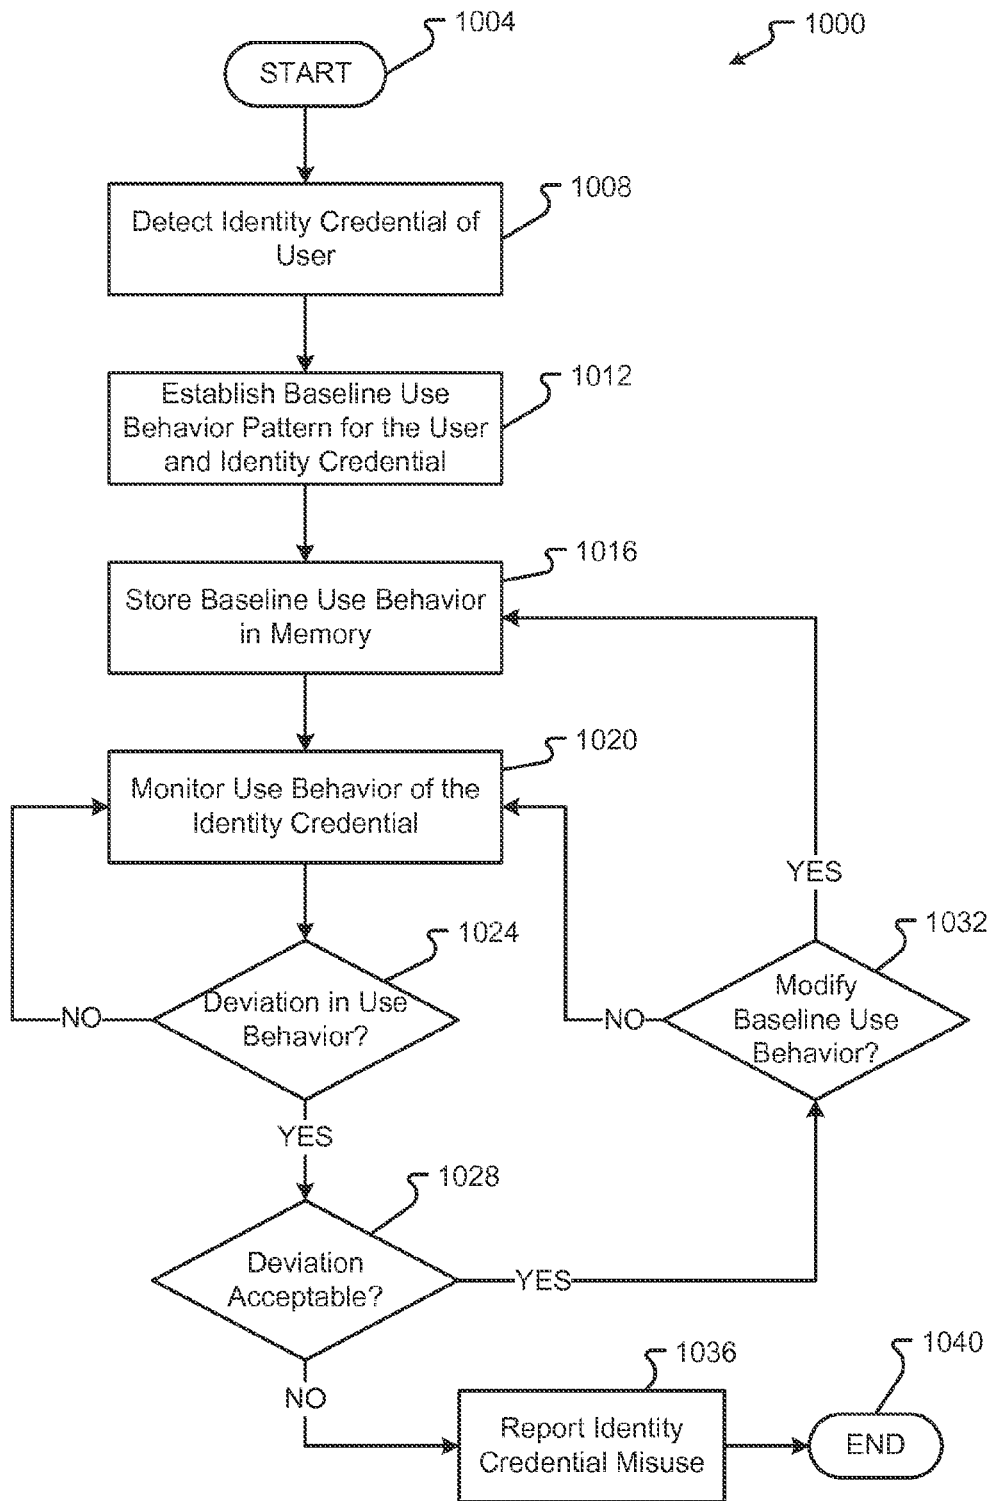 1004
1000
START
1008
Detect Identity Credential of
User
1012
Establish Baseline Use
Behavior Pattern for the User
and Identity Credential
1016
Store Baseline Use Behavior
in Memory
1020
Monitor Use Behavior of the
Identity Credential
YES
1024
1032
Deviation in Use
Behavior?
NO
Modify
Baseline Use
Behavior?
NO
YES
1028
Deviation
Acceptable?
YES
NO
1036
1040
Report Identity
Credential Misuse
END